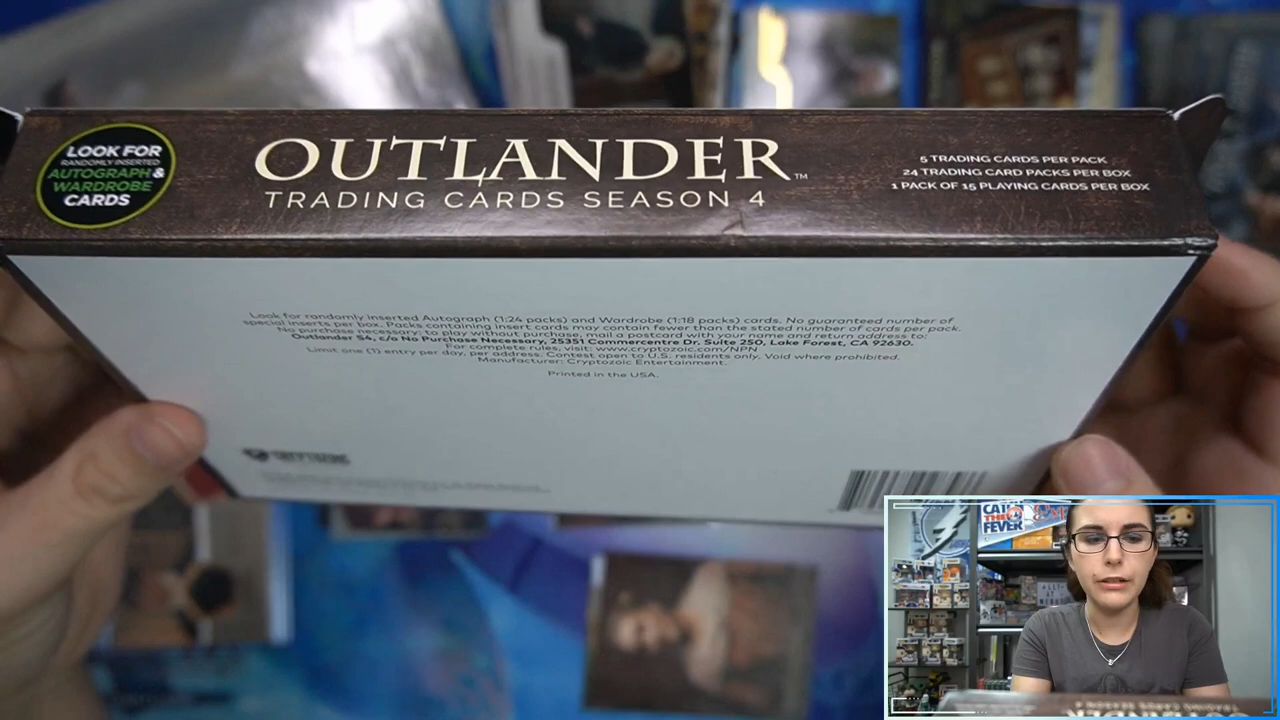 LOOK FOR
RANDOMLY INSERTED
AUTOGRAPH &
WARDROBE
CARDS
OUTLANDER™
TRADING CARDS SEASON 4
5 TRADING CARDS PER PACK
24 TRADING CARD PACKS PER BOX
1 PACK OF 15 PLAYING CARDS PER BOX
Look for randomly inserted Autograph (1:24 packs) and Wardrobe (1:18 packs) cards. No guaranteed number of
special inserts per box. Packs containing insert cards may contain fewer than the stated number of cards per pack.
No purchase necessary: to play without purchase, mail a postcard with your name and return address to:
Outlander S4, c/o No Purchase Necessary, 25351 Commercentre Dr. Suite 250, Lake Forest, CA 92630.
For complete rules, visit: www.cryptozoic.com/NPN
Limit one (1) entry per day, per address. Contest open to U.S. residents only. Void where prohibited.
Manufacturer: Cryptozoic Entertainment.
Printed in the USA.
CRYPTOZOIC
CATCH
THE
FEVER